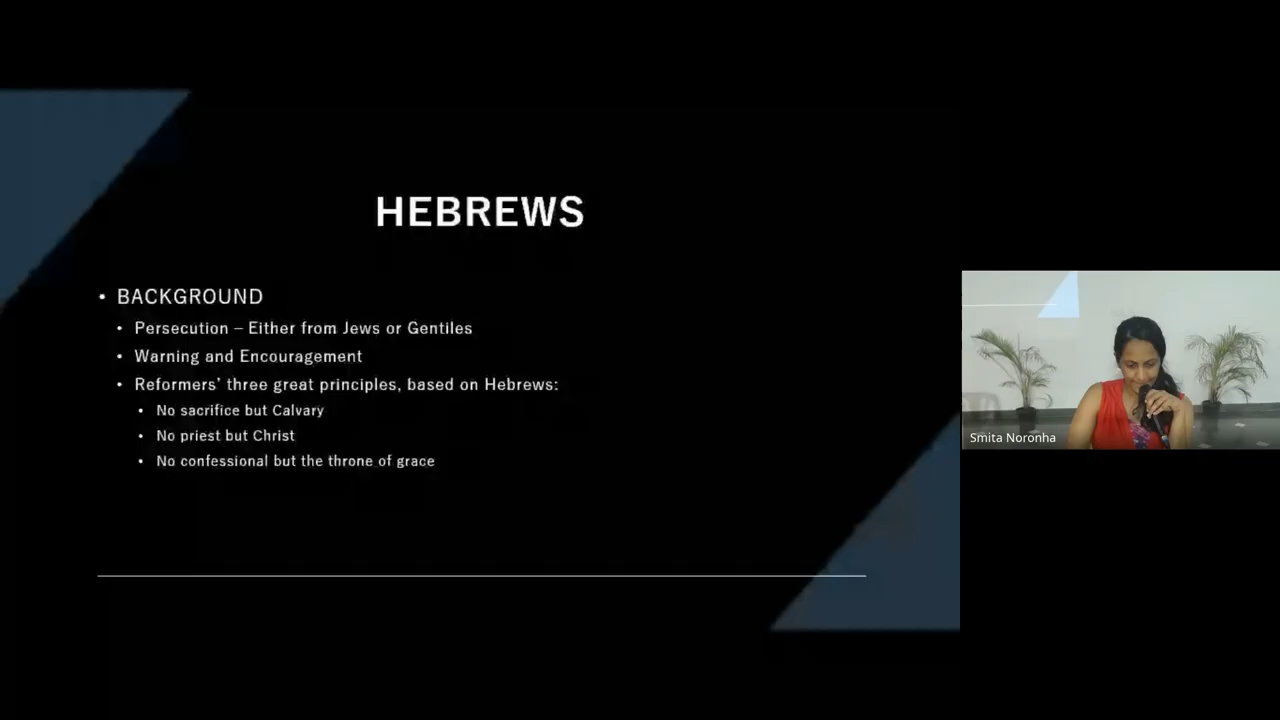 HEBREWS
• BACKGROUND
• Persecution – Either from Jews or Gentiles
• Warning and Encouragement
• Reformers' three great principles, based on Hebrews:
• No sacrifice but Calvary
• No priest but Christ
• No confessional but the throne of grace
Smita Noronha